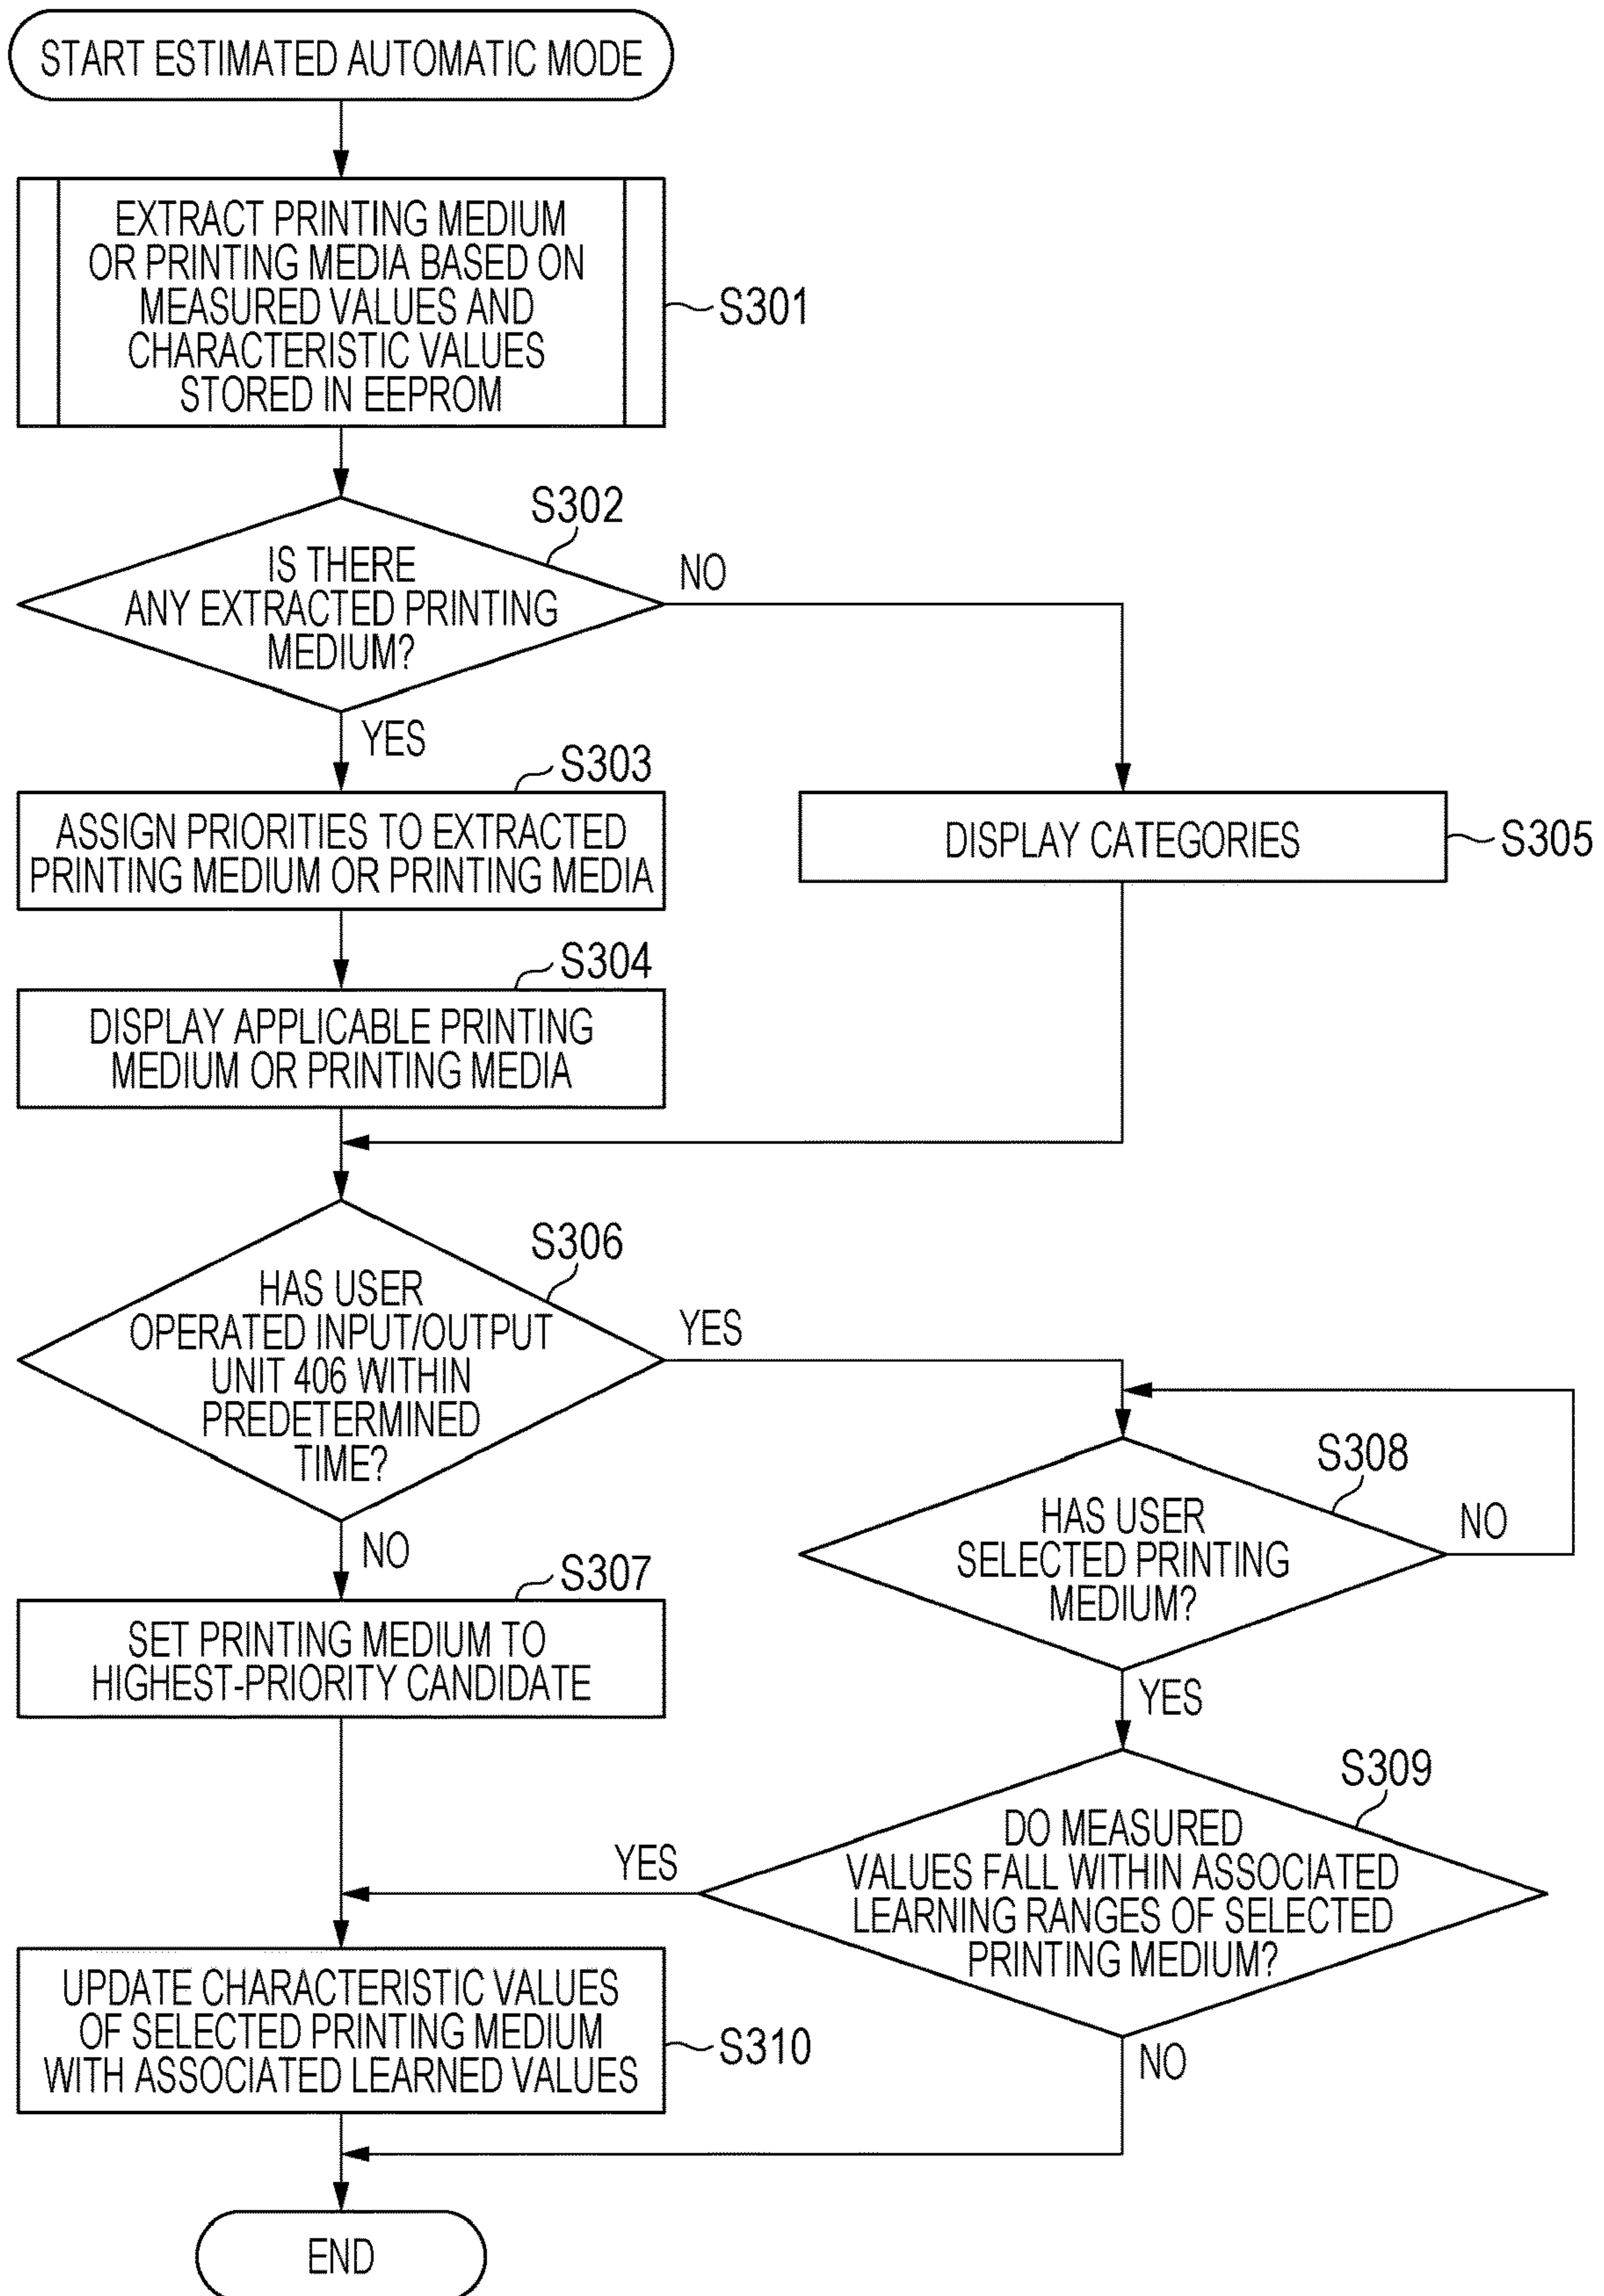 START ESTIMATED AUTOMATIC MODE
EXTRACT PRINTING MEDIUM
OR PRINTING MEDIA BASED ON
MEASURED VALUES AND
CHARACTERISTIC VALUES
STORED IN EEPROM
S301
S302
IS THERE
ANY EXTRACTED PRINTING
MEDIUM?
NO
YES
S303
ASSIGN PRIORITIES TO EXTRACTED
PRINTING MEDIUM OR PRINTING MEDIA
DISPLAY CATEGORIES
S305
S304
DISPLAY APPLICABLE PRINTING
MEDIUM OR PRINTING MEDIA
S306
HAS USER
OPERATED INPUT/OUTPUT
UNIT 406 WITHIN
PREDETERMINED
TIME?
YES
NO
S308
HAS USER
SELECTED PRINTING
MEDIUM?
NO
YES
S307
SET PRINTING MEDIUM TO
HIGHEST-PRIORITY CANDIDATE
S309
DO MEASURED
VALUES FALL WITHIN ASSOCIATED
LEARNING RANGES OF SELECTED
PRINTING MEDIUM?
YES
NO
UPDATE CHARACTERISTIC VALUES
OF SELECTED PRINTING MEDIUM
WITH ASSOCIATED LEARNED VALUES
S310
END